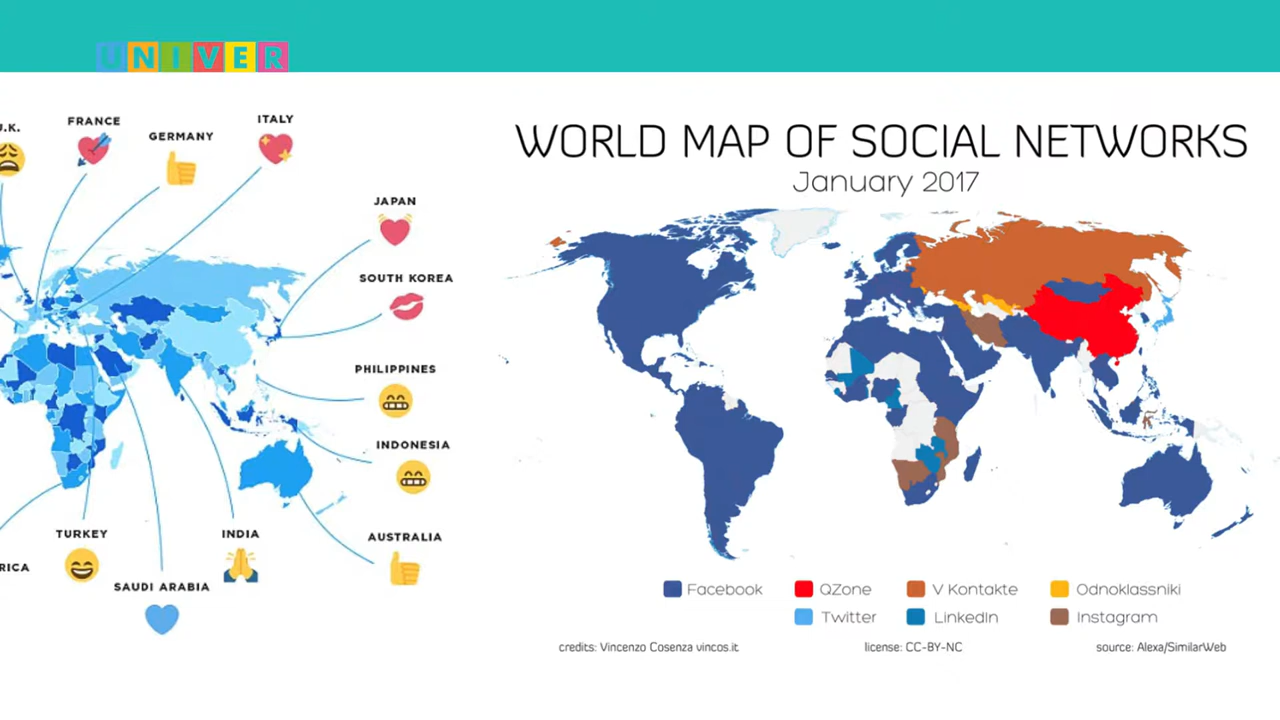 UNIVER
U.K.
FRANCE
GERMANY
ITALY
JAPAN
SOUTH KOREA
PHILIPPINES
INDONESIA
AUSTRALIA
INDIA
SAUDI ARABIA
TURKEY
RICA
WORLD MAP OF SOCIAL NETWORKS
January 2017
Facebook
QZone
V Kontakte
Odnoklassniki
Twitter
LinkedIn
Instagram
credits: Vincenzo Cosenza vincos.it
license: CC-BY-NC
source: Alexa/SimilarWeb